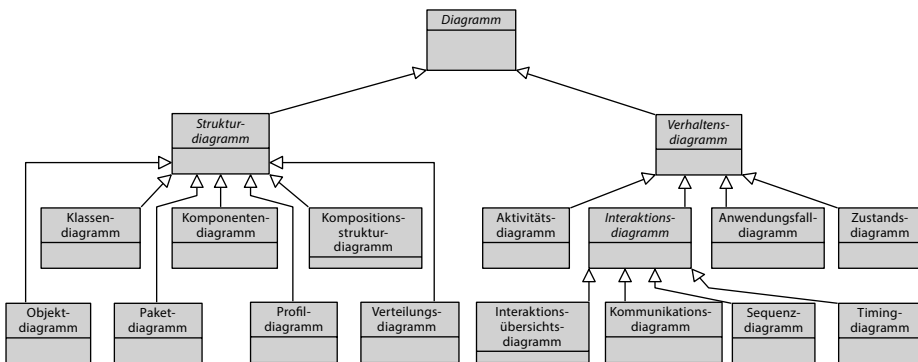 Diagramm
Struktur-
diagramm
Verhaltens-
diagramm
Klassen-
diagramm
Komponenten-
diagramm
Kompositions-
struktur-
diagramm
Aktivitäts-
diagramm
Interaktions-
diagramm
Anwendungsfall-
diagramm
Zustands-
diagramm
Objekt-
diagramm
Paket-
diagramm
Profil-
diagramm
Verteilungs-
diagramm
Interaktions-
übersichts-
diagramm
Kommunikations-
diagramm
Sequenz-
diagramm
Timing-
diagramm